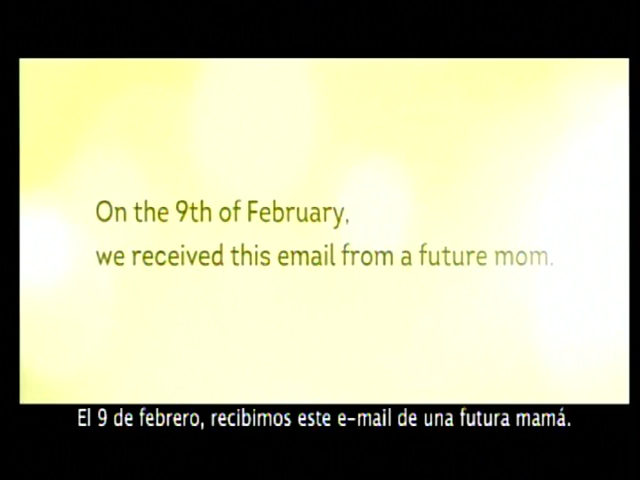 On the 9th of February,
we received this email from a future mom.
El 9 de febrero, recibimos este e-mail de una futura mamá.